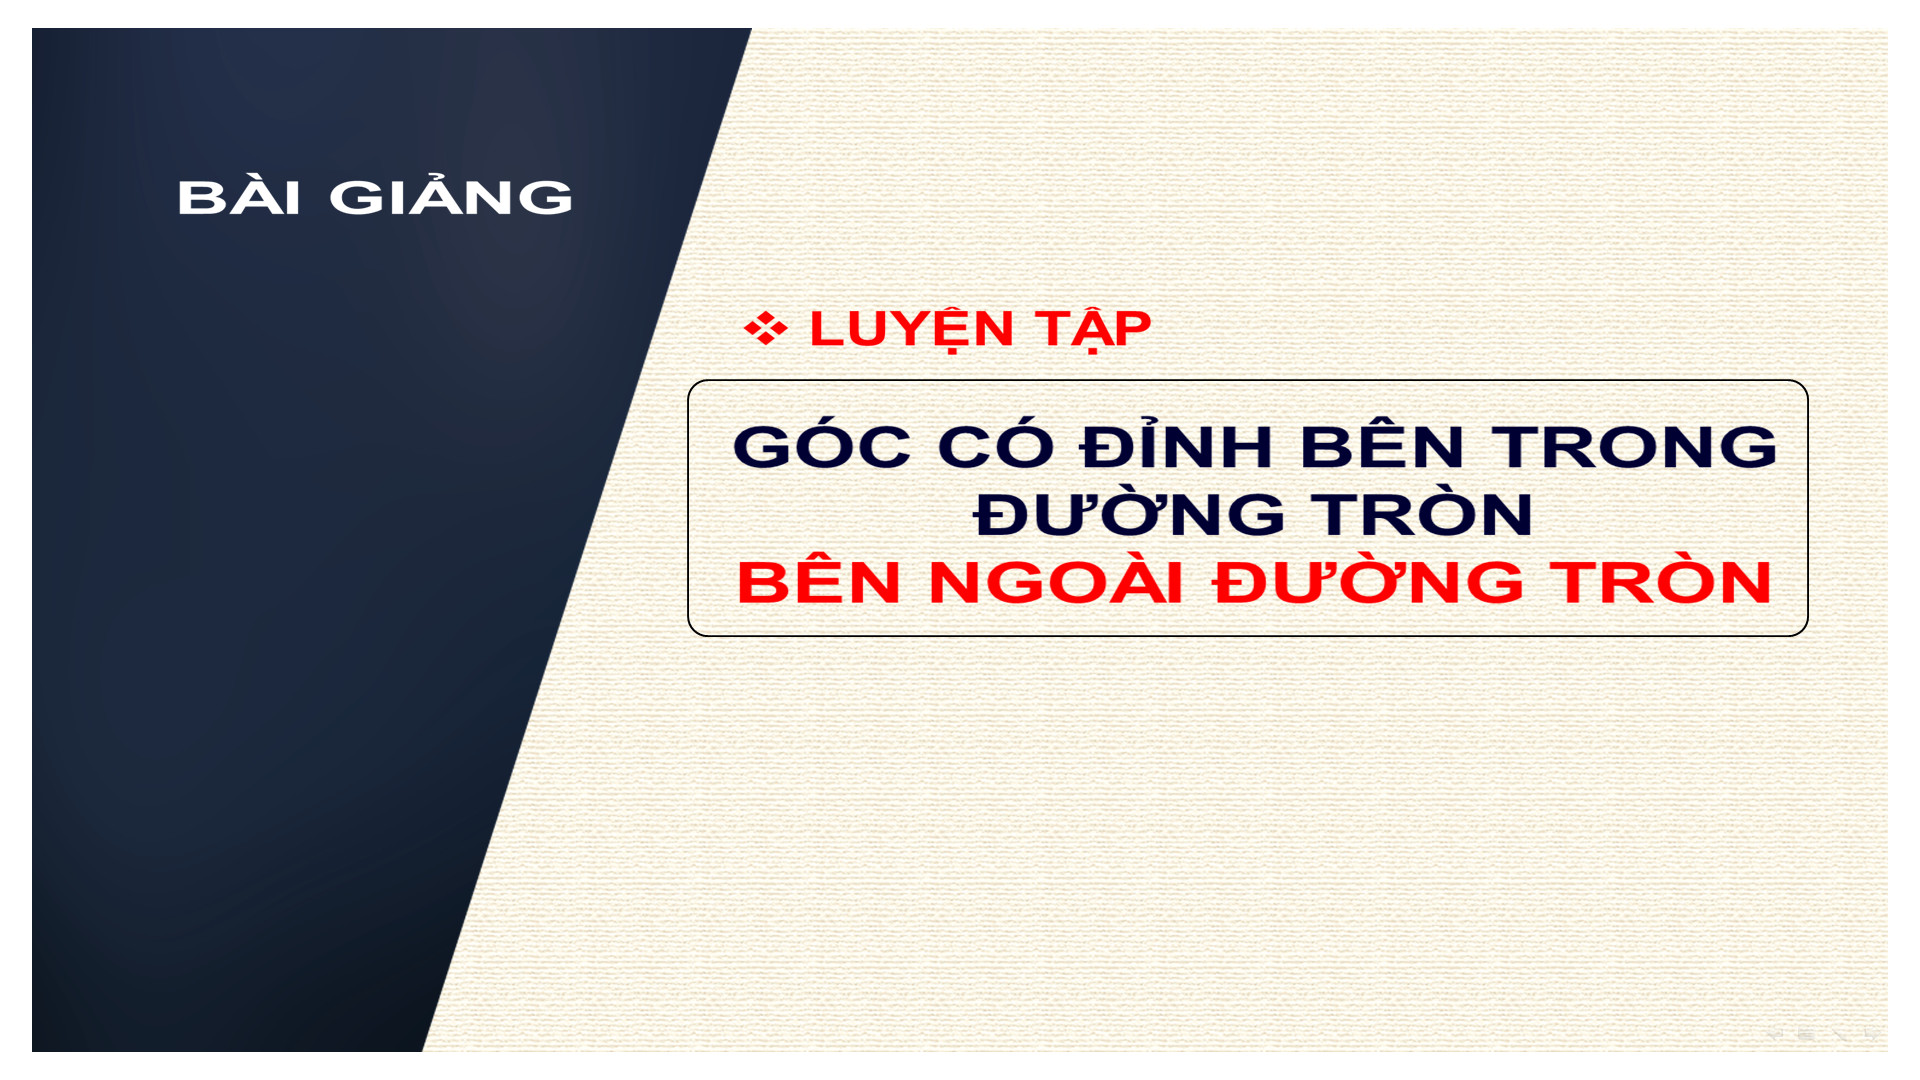 BÀI GIẢNG
❖ LUYỆN TẬP
GÓC CÓ ĐỈNH BÊN TRONG
ĐƯỜNG TRÒN
BÊN NGOÀI ĐƯỜNG TRÒN